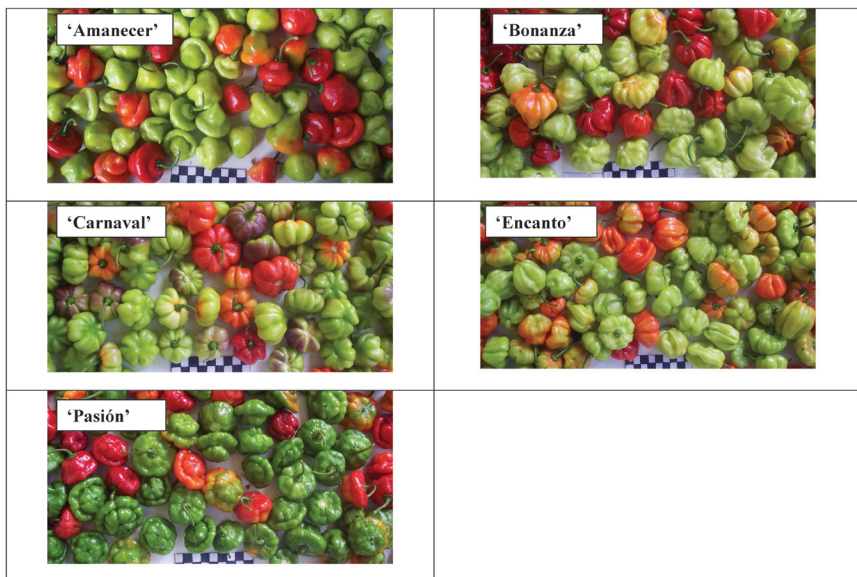 ‘Amanecer’
‘Bonanza’
‘Carnaval’
‘Encanto’
‘Pasión’